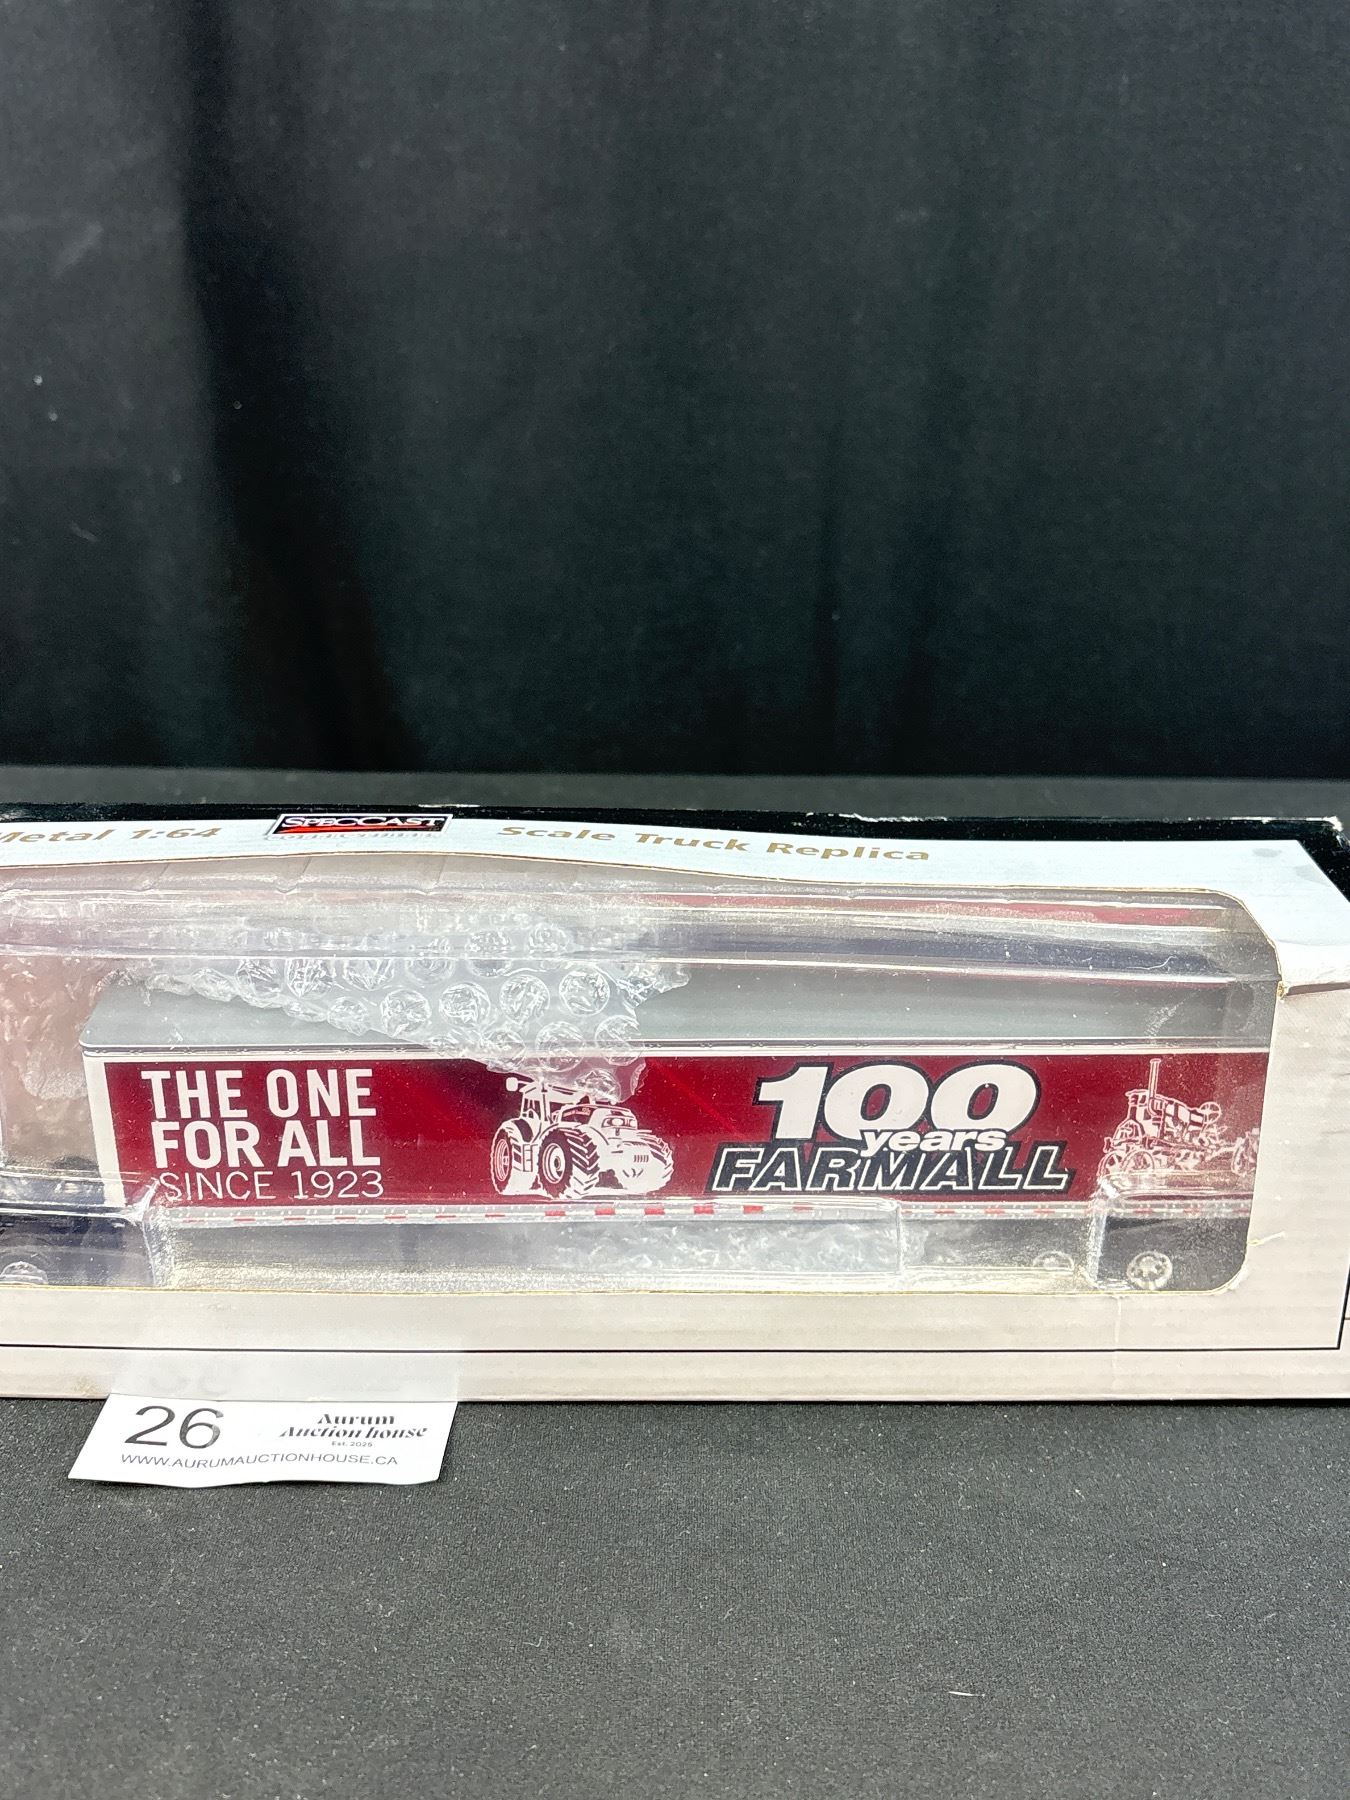 Metal 1:64
SPECCAST
Scale Truck Replica
THE ONE
FOR ALL
SINCE 1923
100
years
FARMALL
26
Aurum
Auction house
Est. 2025
WWW.AURUMAUCTIONHOUSE.CA